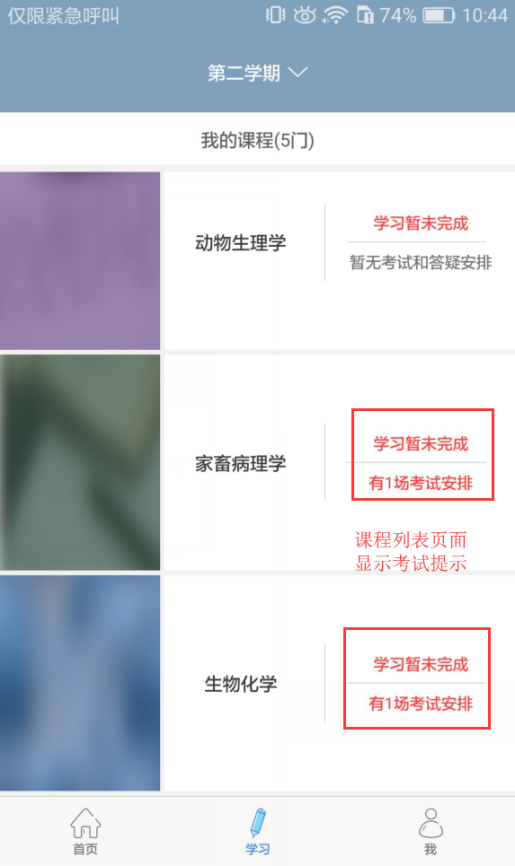 仅限紧急呼叫 74% 10:44
第二学期
我的课程(5门)
动物生理学
学习暂未完成
暂无考试和答疑安排
家畜病理学
学习暂未完成
有1场考试安排
课程列表页面
显示考试提示
生物化学
学习暂未完成
有1场考试安排
首页 学习 我